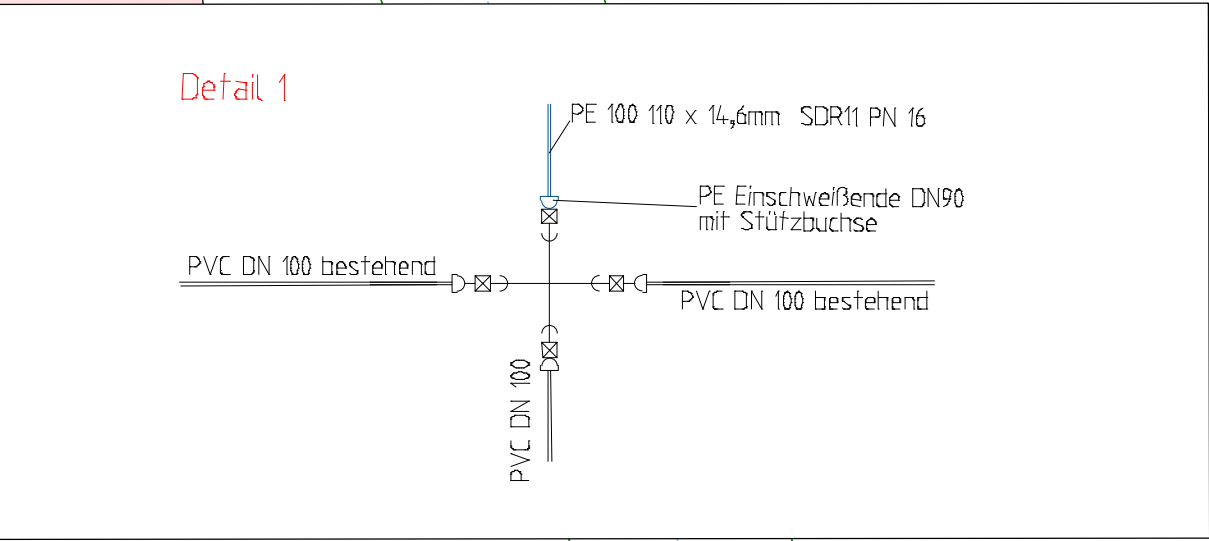 Detail 1
PE 100 110 x 14,6mm SDR11 PN 16
PE Einschweißende DN90
mit Stützbuchse
PVC DN 100 bestehend
PVC DN 100 bestehend
PVC DN 100